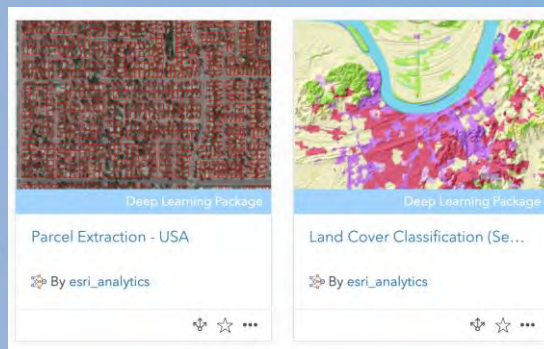 Deep Learning Package
Parcel Extraction - USA
By esri_analytics
Deep Learning Package
Land Cover Classification (Se...
By esri_analytics